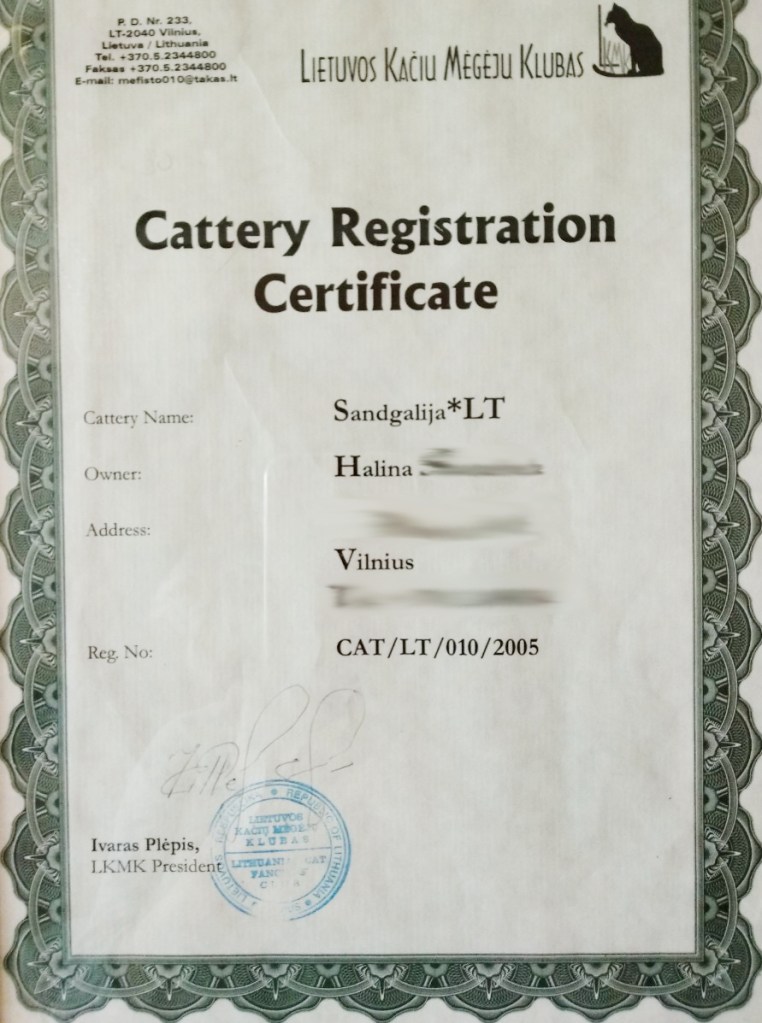 P. D. Nr. 233,
LT-2040 Vilnius,
Lietuva / Lithuania
Tel. +370.5.2344800
Faksas +370.5.2344800
E-mail: mefisto010@takas.lt
LIETUVOS KAČIU MĖGĖJU KLUBAS
LKMK
Cattery Registration
Certificate
Cattery Name: Sandgalija*LT
Owner: Halina
Address:
Vilnius
Reg. No: CAT/LT/010/2005
Ivaras Plėpis,
LKMK President
REPUBLIC OF LITHUANIA
LIETUVOS
KAČIŲ MĖGĖJŲ
KLUBAS